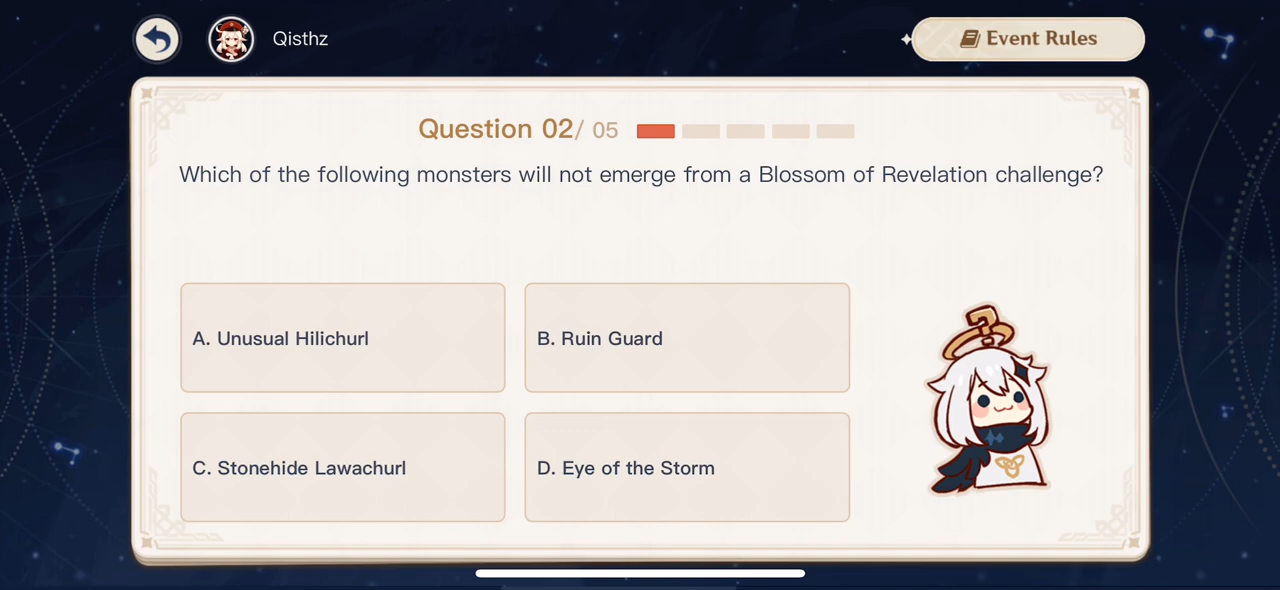 Qisthz
Event Rules
Question 02/ 05
Which of the following monsters will not emerge from a Blossom of Revelation challenge?
A. Unusual Hilichurl
B. Ruin Guard
C. Stonehide Lawachurl
D. Eye of the Storm